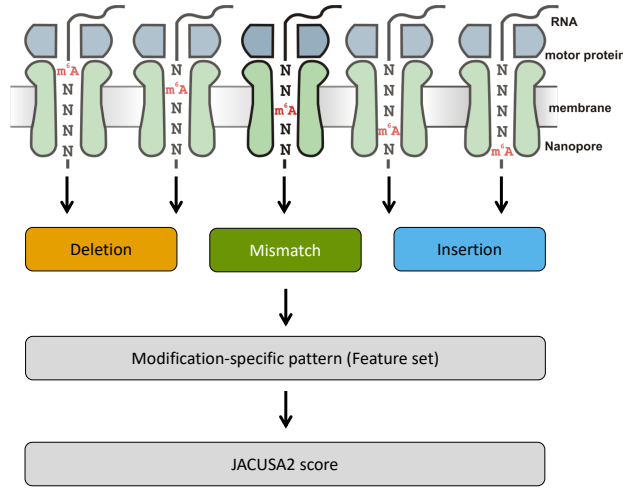 RNA
motor protein
m⁶A N N N N
N m⁶A N N N
N N m⁶A N N
membrane
N N N m⁶A N
N N N N m⁶A
Nanopore
Deletion
Mismatch
Insertion
Modification-specific pattern (Feature set)
JACUSA2 score